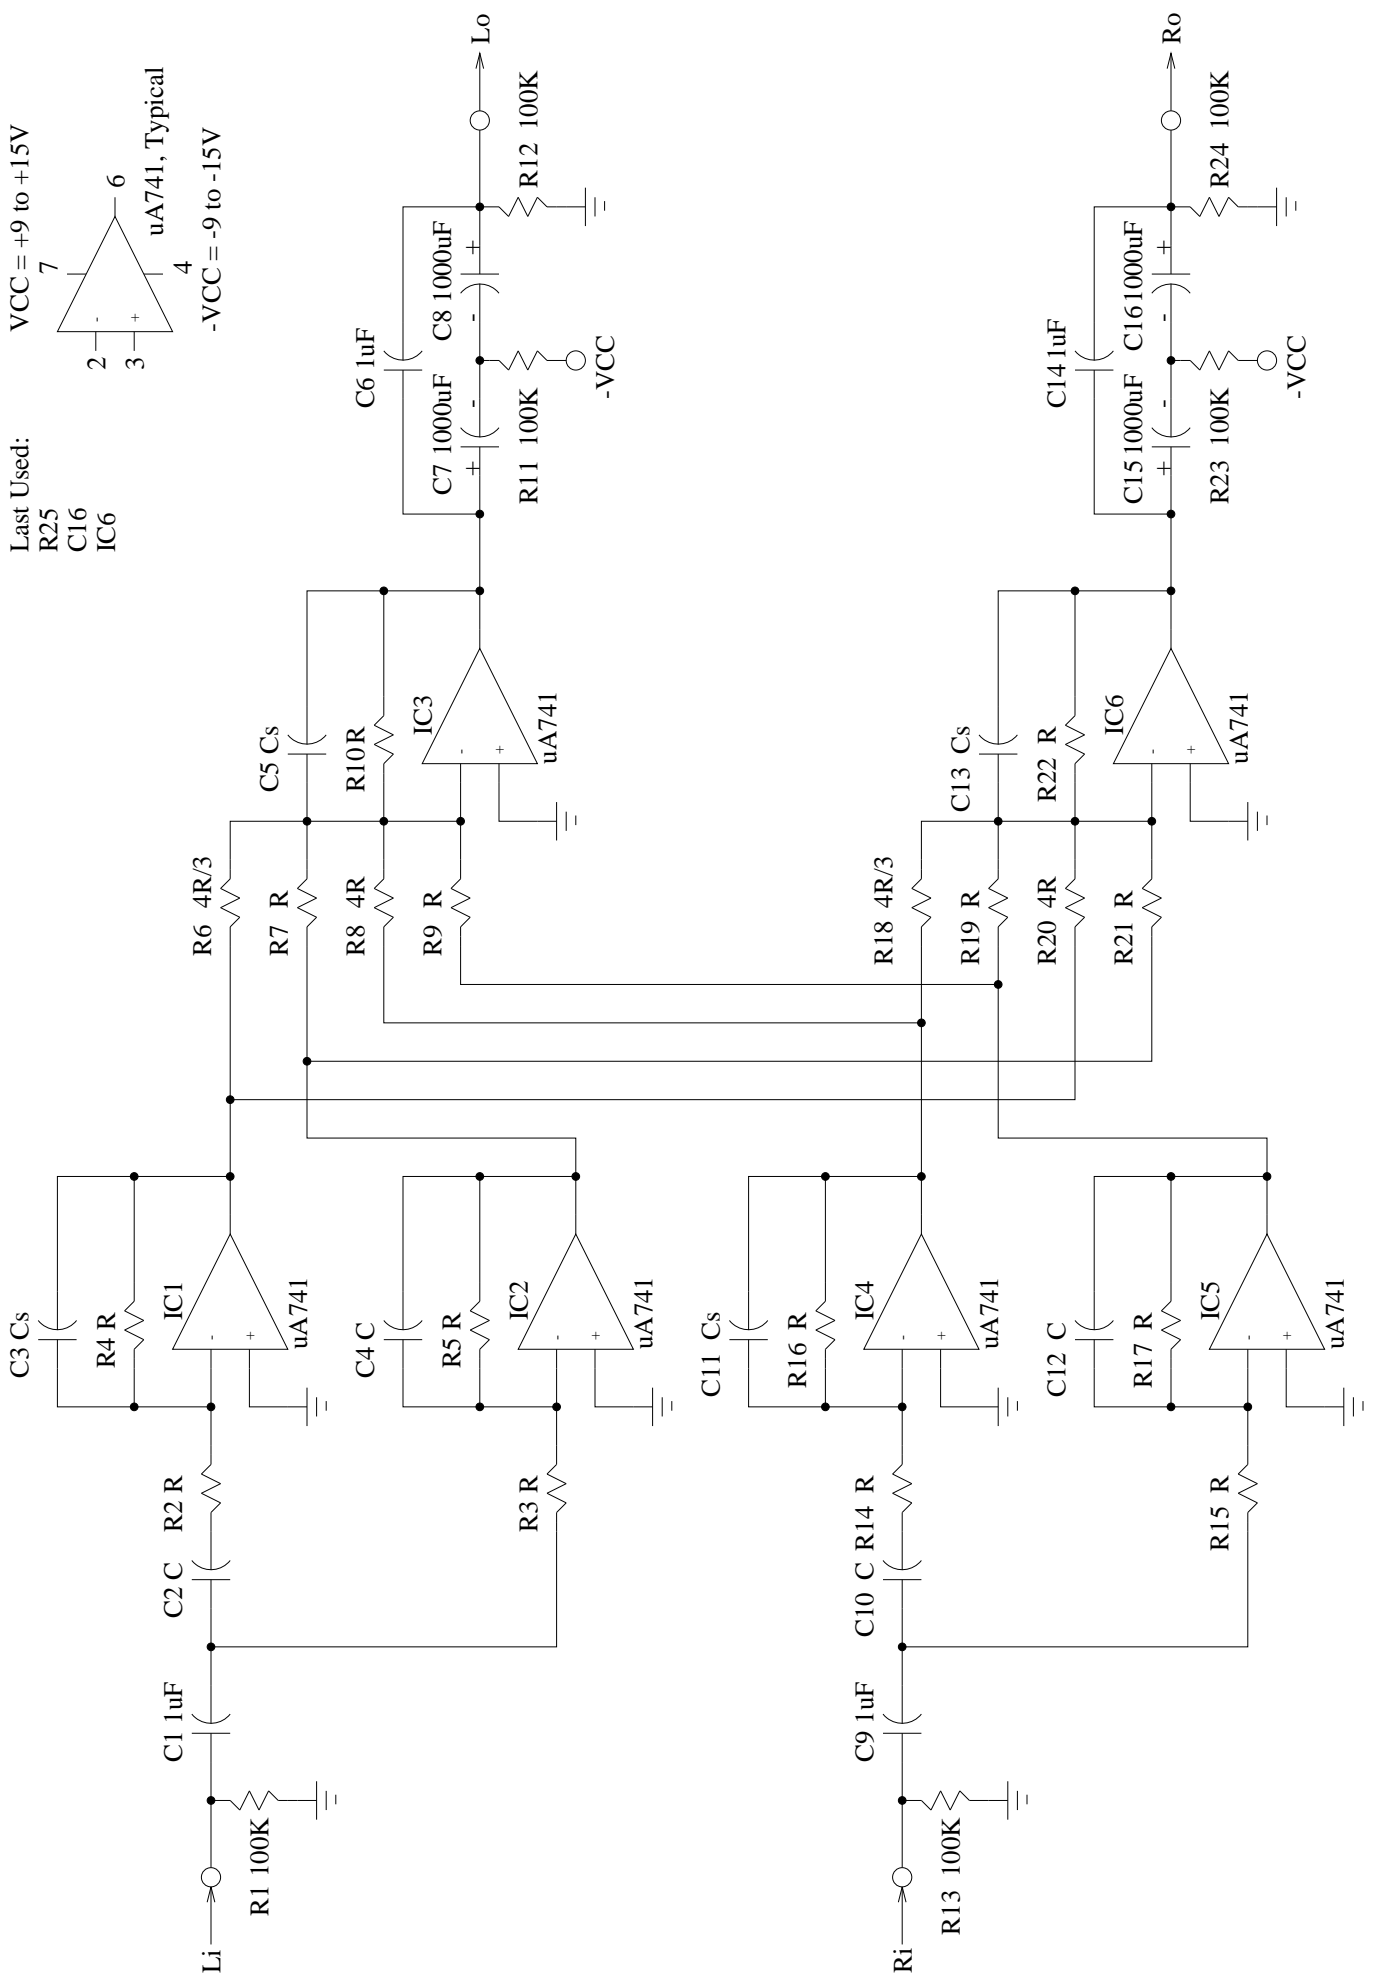 Last Used:
R25
C16
IC6
VCC = +9 to +15V
7
2
-
3
+
6
4
uA741, Typical
-VCC = -9 to -15V
Li
R1 100K
C1 1uF
C2 C
R2 R
C3 Cs
R4 R
IC1
-
+
uA741
R3 R
C4 C
R5 R
IC2
-
+
uA741
R6 4R/3
R7 R
R8 4R
R9 R
C5 Cs
R10 R
IC3
-
+
uA741
C6 1uF
C7 1000uF
+
-
C8 1000uF
-
+
R11 100K
-VCC
R12 100K
Lo
Ri
R13 100K
C9 1uF
C10 C
R14 R
C11 Cs
R16 R
IC4
-
+
uA741
R15 R
C12 C
R17 R
IC5
-
+
uA741
R18 4R/3
R19 R
R20 4R
R21 R
C13 Cs
R22 R
IC6
-
+
uA741
C14 1uF
C15 1000uF
+
-
C16 1000uF
-
+
R23 100K
-VCC
R24 100K
Ro